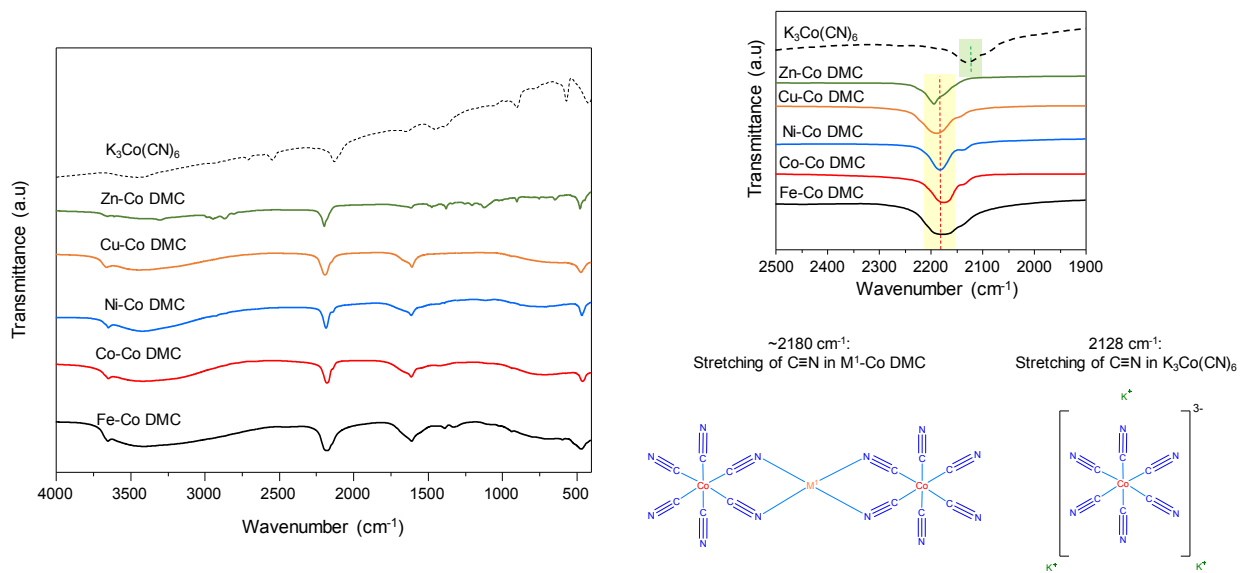 Transmittance (a.u)
K₃Co(CN)₆
Zn-Co DMC
Cu-Co DMC
Ni-Co DMC
Co-Co DMC
Fe-Co DMC
4000 3500 3000 2500 2000 1500 1000 500
Wavenumber (cm⁻¹)
Transmittance (a.u)
K₃Co(CN)₆
Zn-Co DMC
Cu-Co DMC
Ni-Co DMC
Co-Co DMC
Fe-Co DMC
2500 2400 2300 2200 2100 2000 1900
Wavenumber (cm⁻¹)
~2180 cm⁻¹:
Stretching of C≡N in M¹-Co DMC
N N N N
N C C C N N C C C N
Co M¹ Co
N C C C N N C C C N
N N N N
2128 cm⁻¹:
Stretching of C≡N in K₃Co(CN)₆
K⁺
3-
N
N C C C N
Co
N C C C N
N
K⁺ K⁺